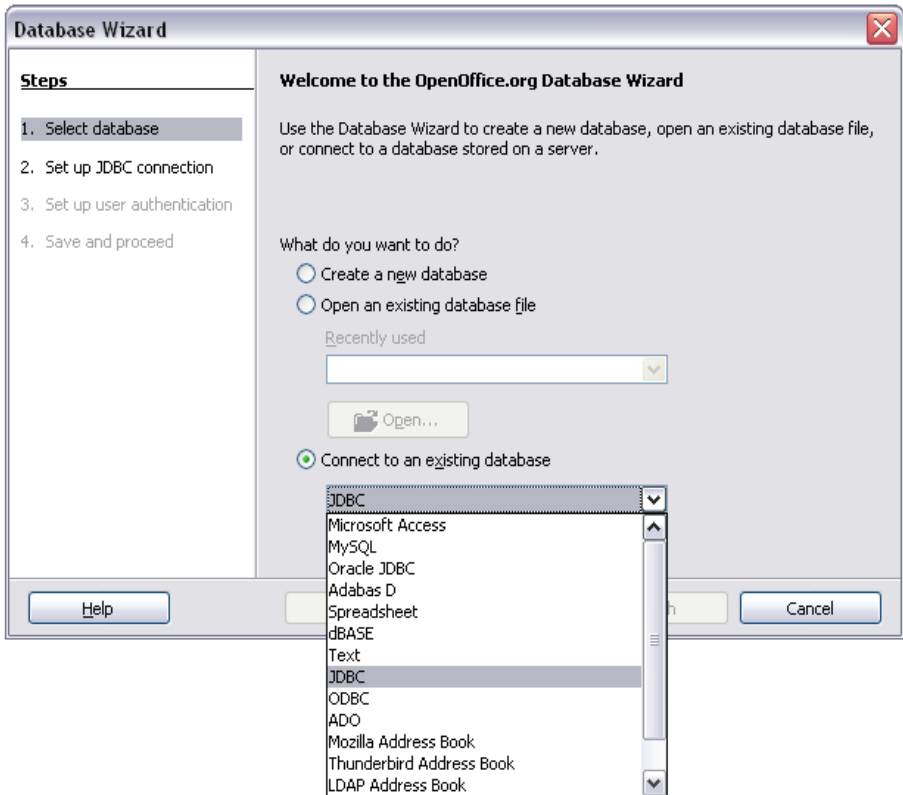 Database Wizard
Steps
1. Select database
2. Set up JDBC connection
3. Set up user authentication
4. Save and proceed
Welcome to the OpenOffice.org Database Wizard
Use the Database Wizard to create a new database, open an existing database file,
or connect to a database stored on a server.
What do you want to do?
Create a new database
Open an existing database file
Recently used
Open...
Connect to an existing database
JDBC
Microsoft Access
MySQL
Oracle JDBC
Adabas D
Spreadsheet
dBASE
Text
JDBC
ODBC
ADO
Mozilla Address Book
Thunderbird Address Book
LDAP Address Book
Help
Cancel